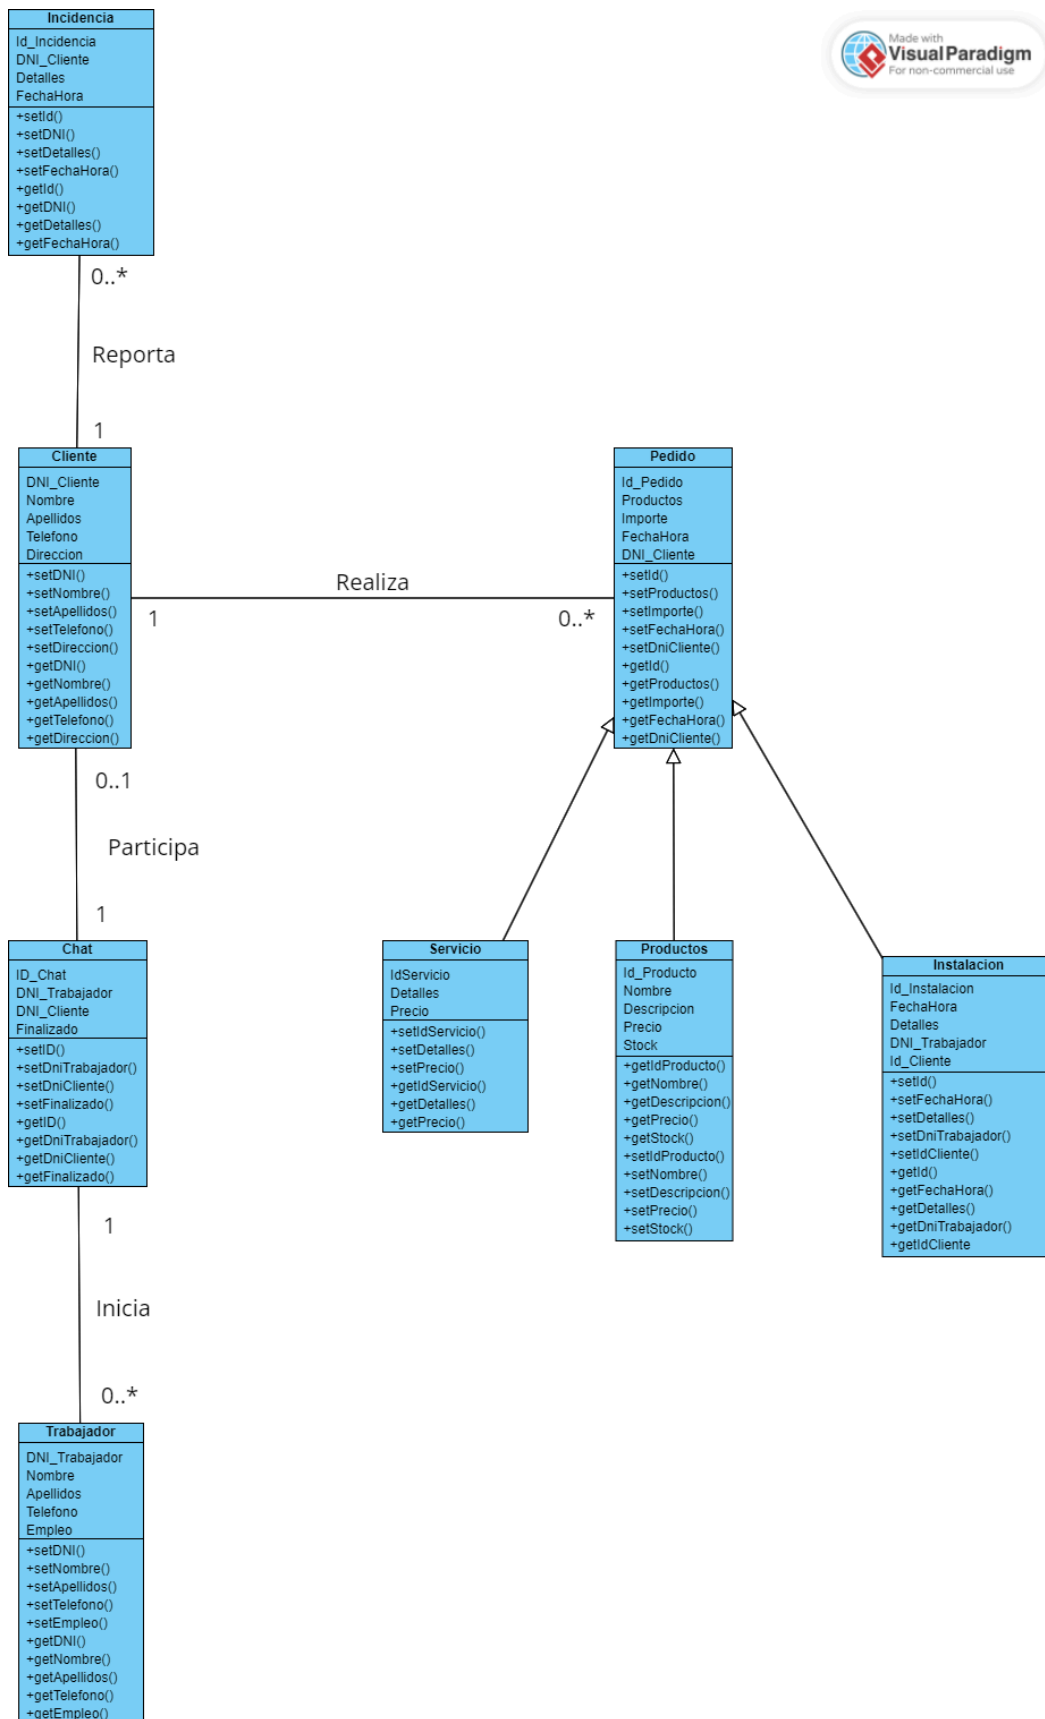 Incidencia
Id_Incidencia
DNI_Cliente
Detalles
FechaHora
+setId()
+setDNI()
+setDetalles()
+setFechaHora()
+getId()
+getDNI()
+getDetalles()
+getFechaHora()
Made with
Visual Paradigm
For non-commercial use
0..*
Reporta
1
Cliente
DNI_Cliente
Nombre
Apellidos
Telefono
Direccion
+setDNI()
+setNombre()
+setApellidos()
+setTelefono()
+setDireccion()
+getDNI()
+getNombre()
+getApellidos()
+getTelefono()
+getDireccion()
Realiza
1
0..*
Pedido
Id_Pedido
Productos
Importe
FechaHora
DNI_Cliente
+setId()
+setProductos()
+setImporte()
+setFechaHora()
+setDniCliente()
+getId()
+getProductos()
+getImporte()
+getFechaHora()
+getDniCliente()
0..1
Participa
1
Chat
ID_Chat
DNI_Trabajador
DNI_Cliente
Finalizado
+setID()
+setDniTrabajador()
+setDniCliente()
+setFinalizado()
+getID()
+getDniTrabajador()
+getDniCliente()
+getFinalizado()
Servicio
IdServicio
Detalles
Precio
+setIdServicio()
+setDetalles()
+setPrecio()
+getIdServicio()
+getDetalles()
+getPrecio()
Productos
Id_Producto
Nombre
Descripcion
Precio
Stock
+getIdProducto()
+getNombre()
+getDescripcion()
+getPrecio()
+getStock()
+setIdProducto()
+setNombre()
+setDescripcion()
+setPrecio()
+setStock()
Instalacion
Id_Instalacion
FechaHora
Detalles
DNI_Trabajador
Id_Cliente
+setId()
+setFechaHora()
+setDetalles()
+setDniTrabajador()
+setIdCliente()
+getId()
+getFechaHora()
+getDetalles()
+getDniTrabajador()
+getIdCliente
1
Inicia
0..*
Trabajador
DNI_Trabajador
Nombre
Apellidos
Telefono
Empleo
+setDNI()
+setNombre()
+setApellidos()
+setTelefono()
+setEmpleo()
+getDNI()
+getNombre()
+getApellidos()
+getTelefono()
+getEmpleo()